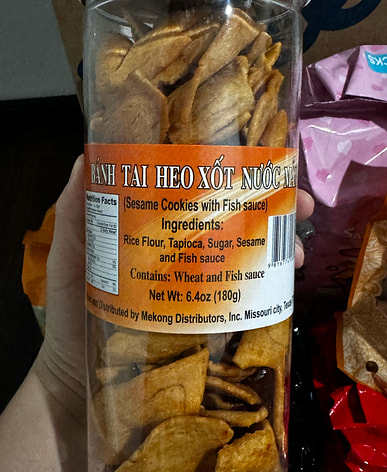 BÁNH TAI HEO XỐT NƯỚC
(Sesame Cookies with Fish sauce)
Nutrition Facts
Ingredients:
Rice Flour, Tapioca, Sugar, Sesame
and Fish sauce
Contains: Wheat and Fish sauce
Net Wt: 6.4oz (180g)
and Distributed by Mekong Distributors, Inc. Missouri city, Texas